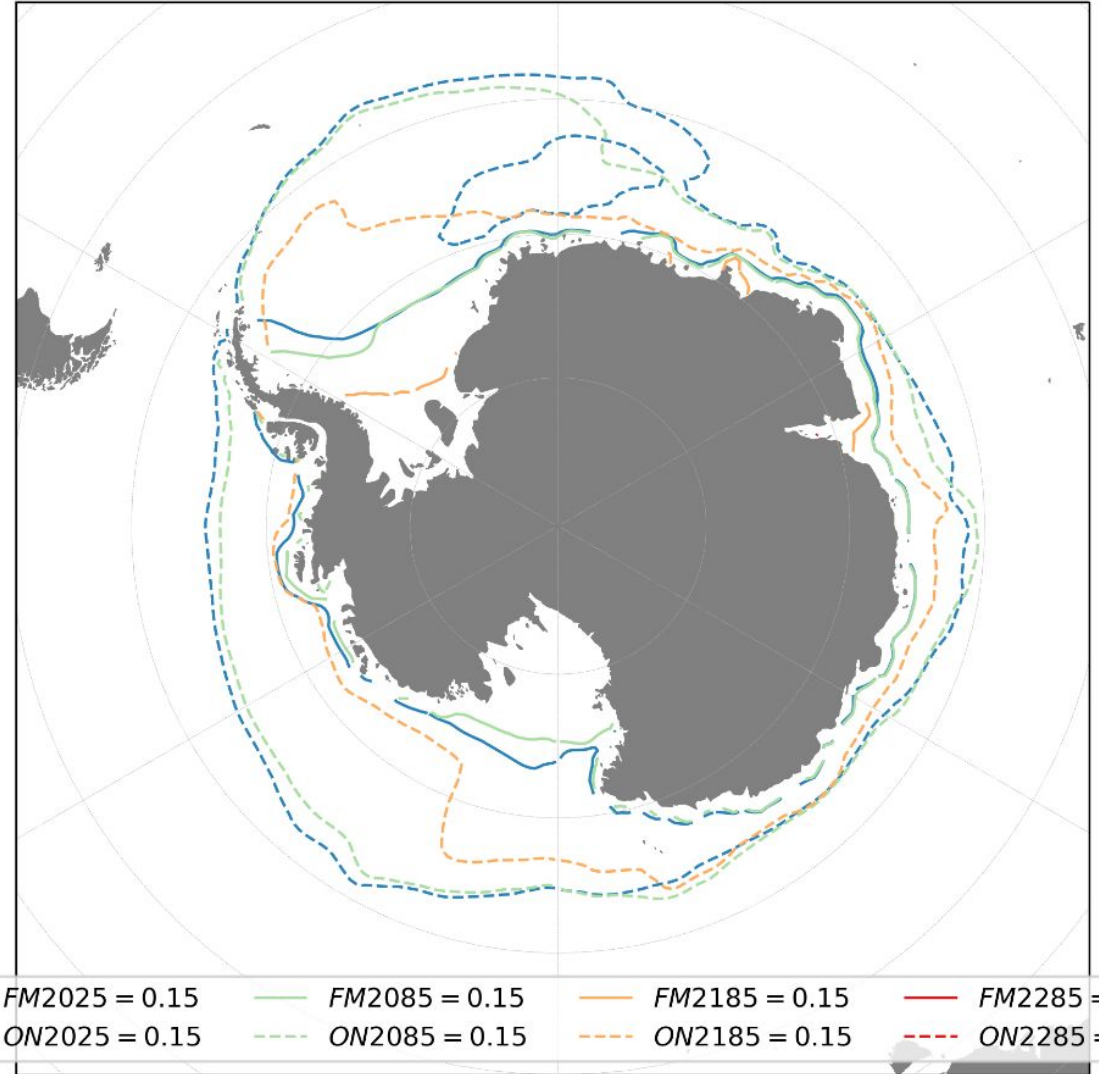 FM2025 = 0.15 FM2085 = 0.15 FM2185 = 0.15 FM2285 =
ON2025 = 0.15 ON2085 = 0.15 ON2185 = 0.15 ON2285 =